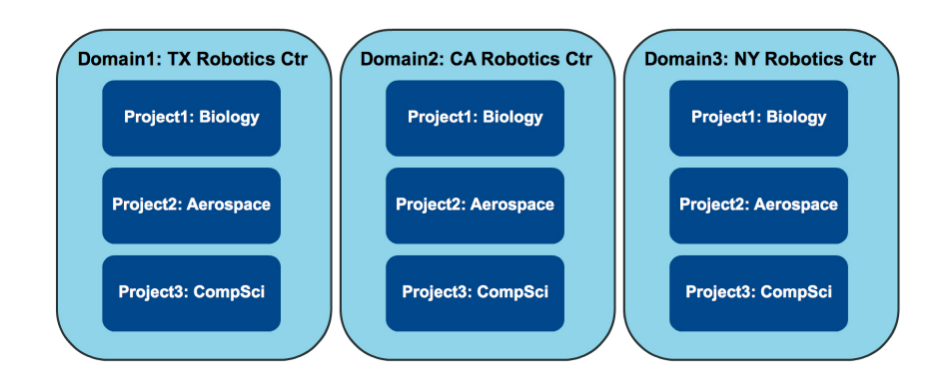 Domain1: TX Robotics Ctr
Project1: Biology
Project2: Aerospace
Project3: CompSci
Domain2: CA Robotics Ctr
Project1: Biology
Project2: Aerospace
Project3: CompSci
Domain3: NY Robotics Ctr
Project1: Biology
Project2: Aerospace
Project3: CompSci